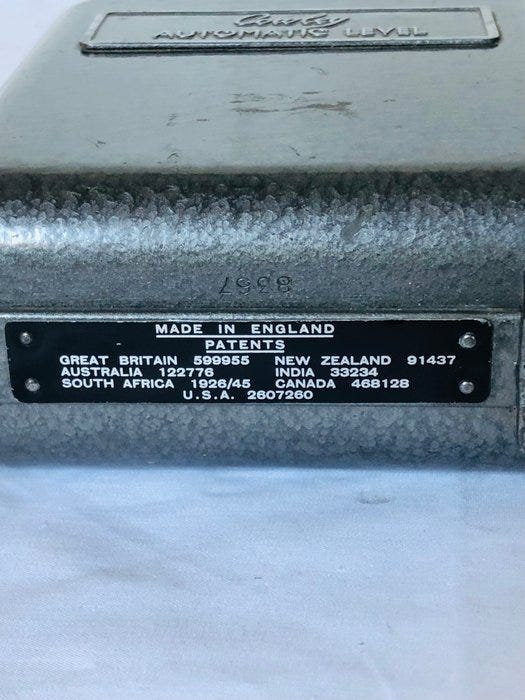 Cowley
AUTOMATIC LEVEL
8367
MADE IN ENGLAND
PATENTS
GREAT BRITAIN 599955 NEW ZEALAND 91437
AUSTRALIA 122776 INDIA 33234
SOUTH AFRICA 1926/45 CANADA 468128
U.S.A. 2607260